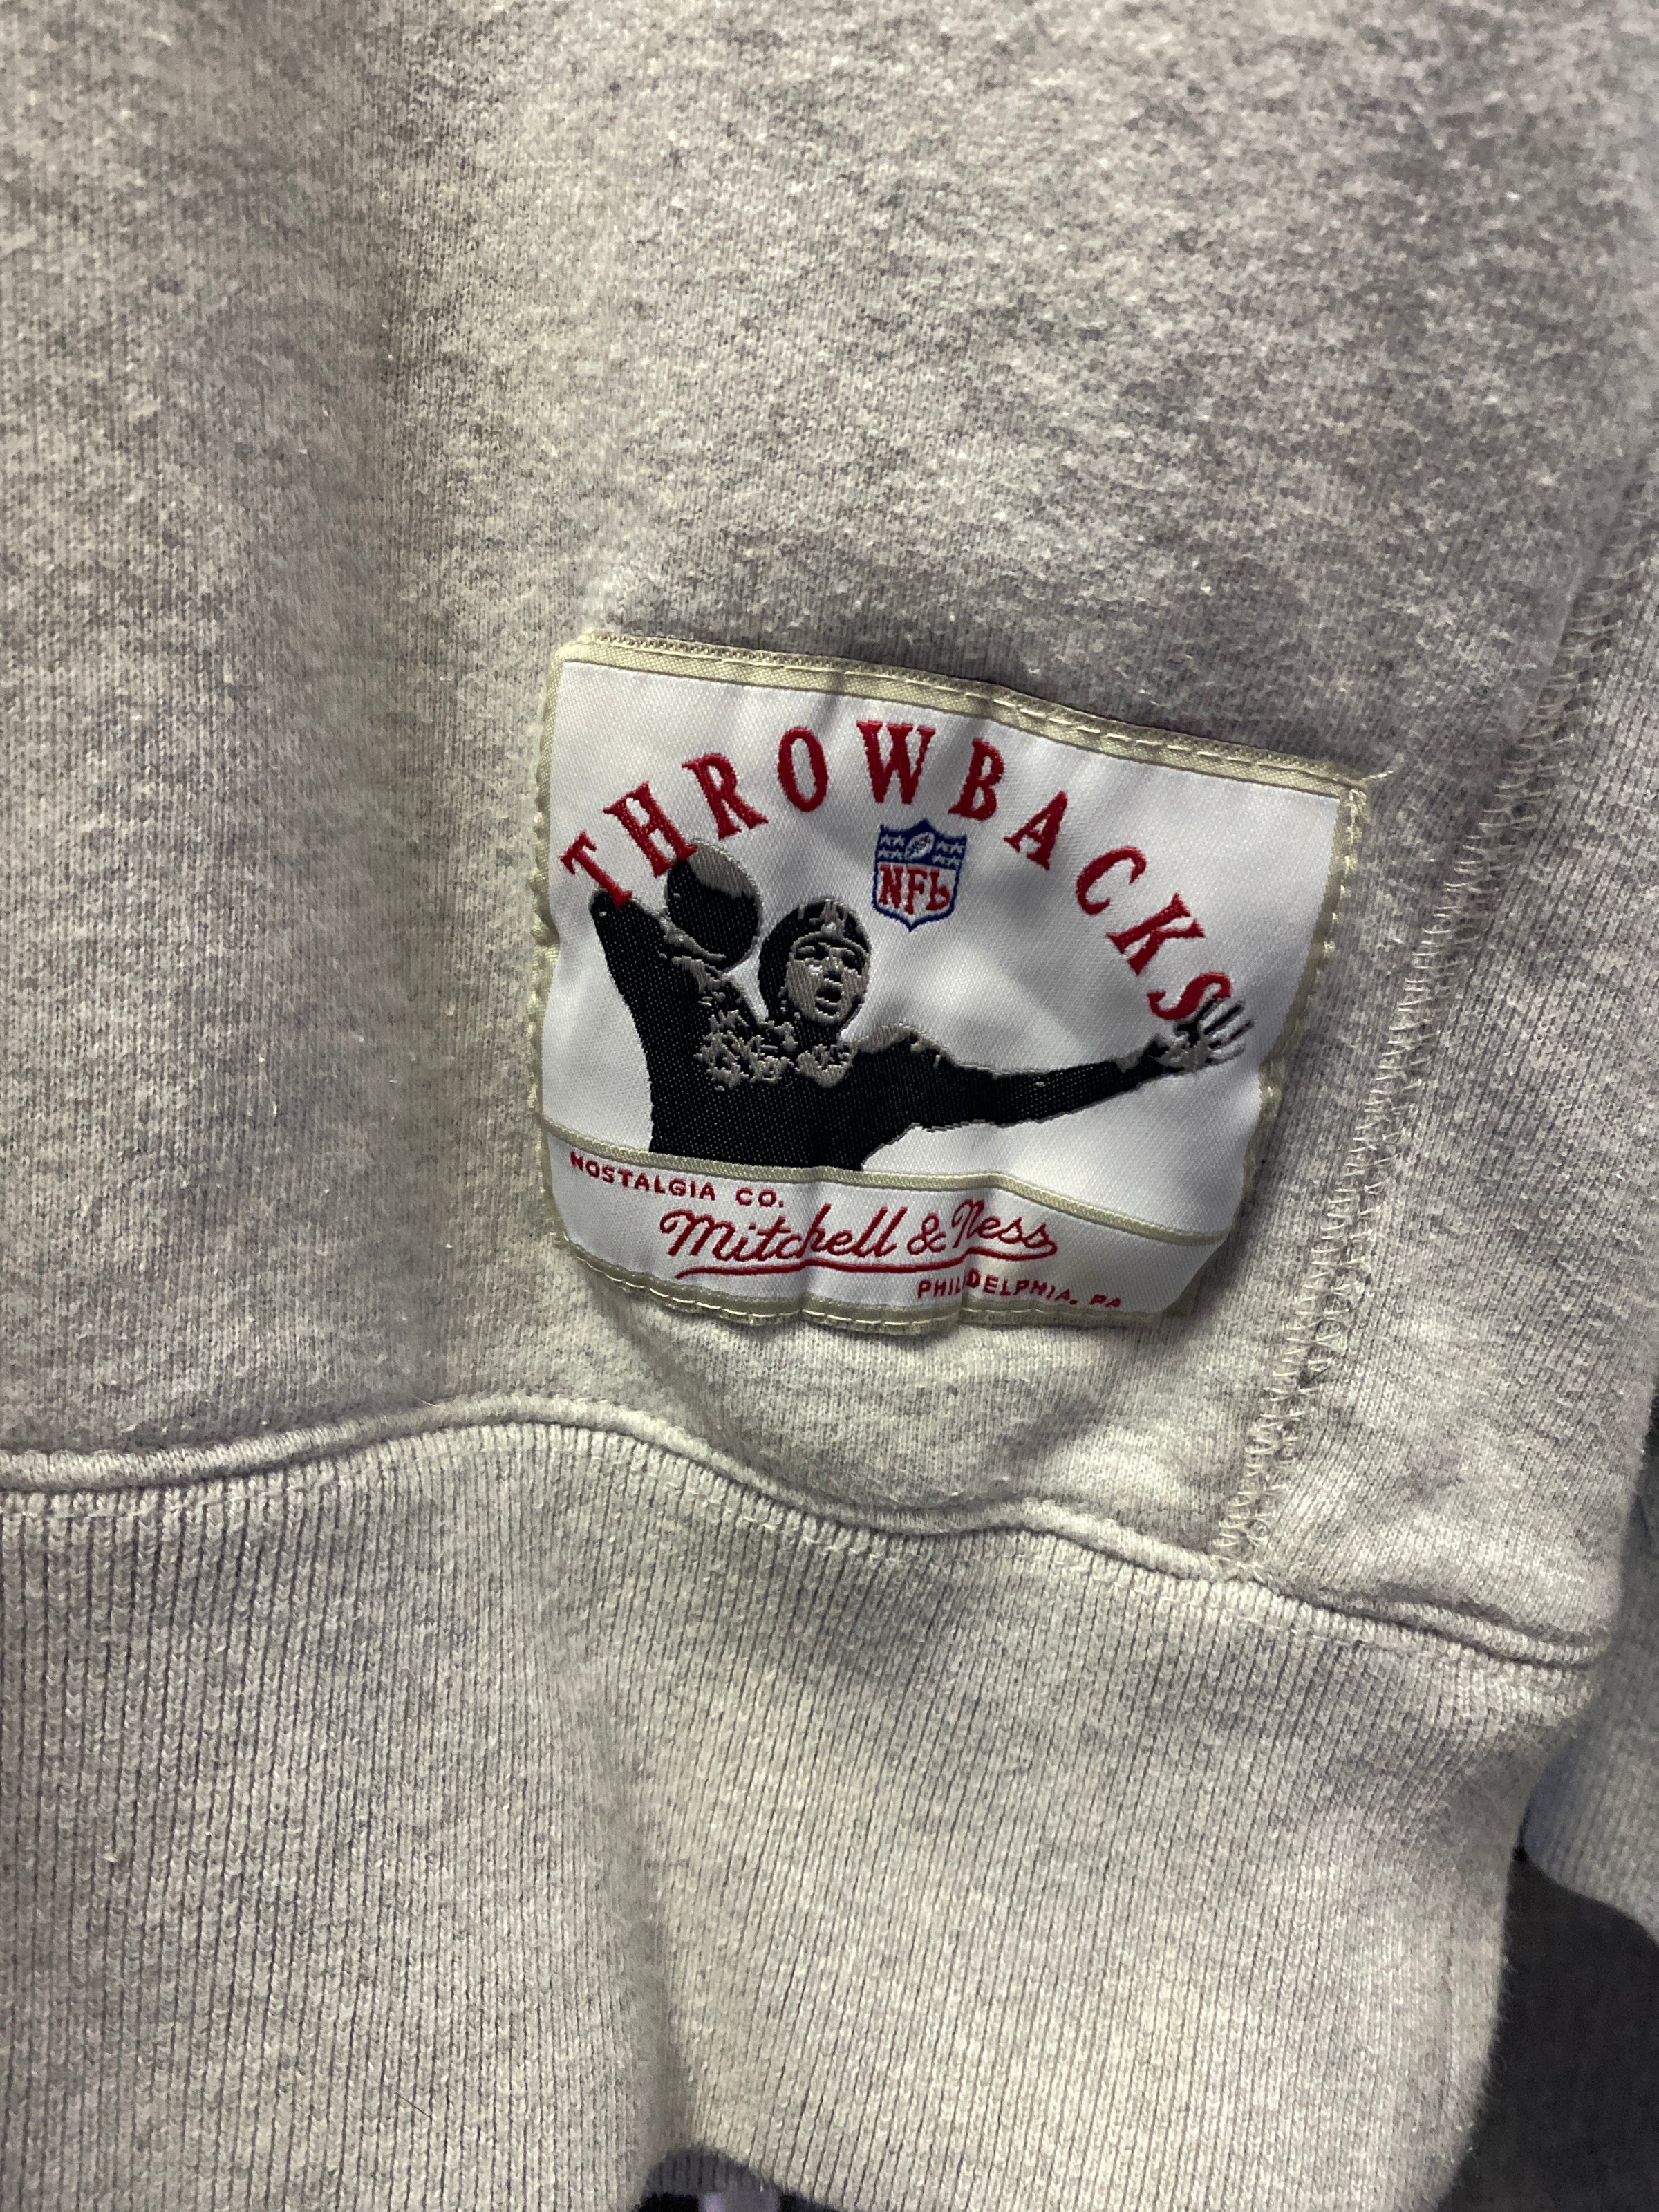 THROWBACKS
NFL
NOSTALGIA CO.
Mitchell & Ness
PHILADELPHIA, PA